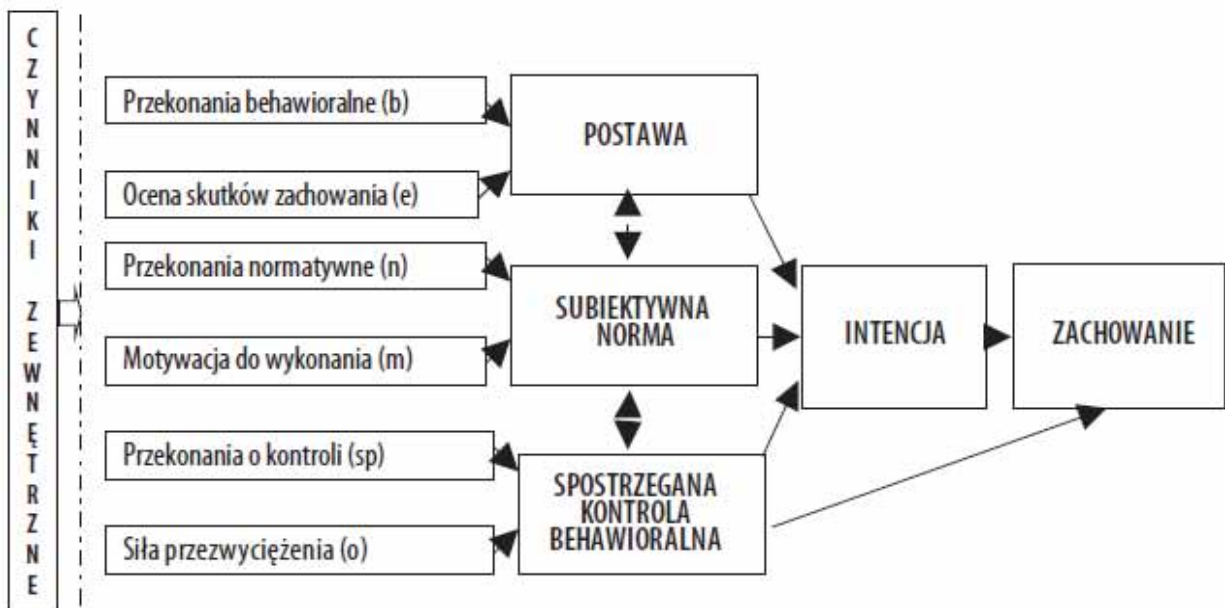 CZYNNIKI ZEWNĘTRZNE
Przekonania behawioralne (b)
Ocena skutków zachowania (e)
Przekonania normatywne (n)
Motywacja do wykonania (m)
Przekonania o kontroli (sp)
Siła przezwyciężenia (o)
POSTAWA
SUBIEKTYWNA
NORMA
SPOSTRZEGANA
KONTROLA
BEHAWIORALNA
INTENCJA
ZACHOWANIE